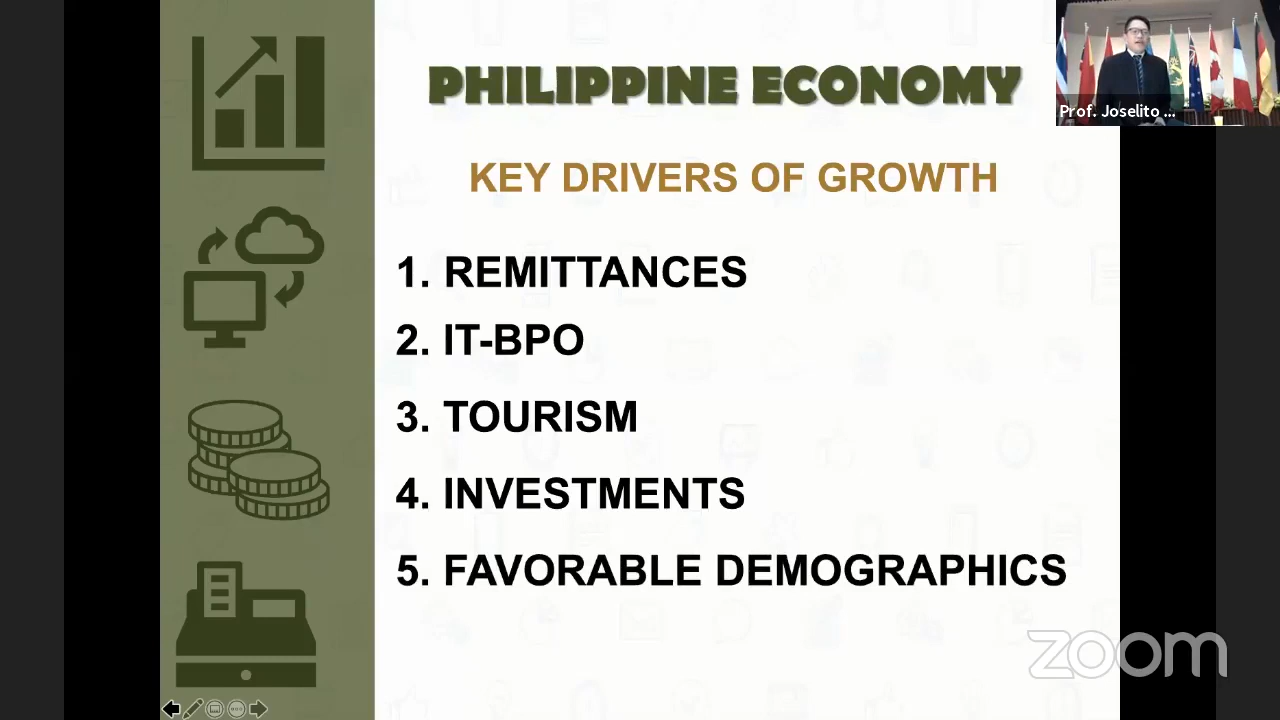 PHILIPPINE ECONOMY
Prof. Joselito ...
KEY DRIVERS OF GROWTH
1. REMITTANCES
2. IT-BPO
3. TOURISM
4. INVESTMENTS
5. FAVORABLE DEMOGRAPHICS
zoom